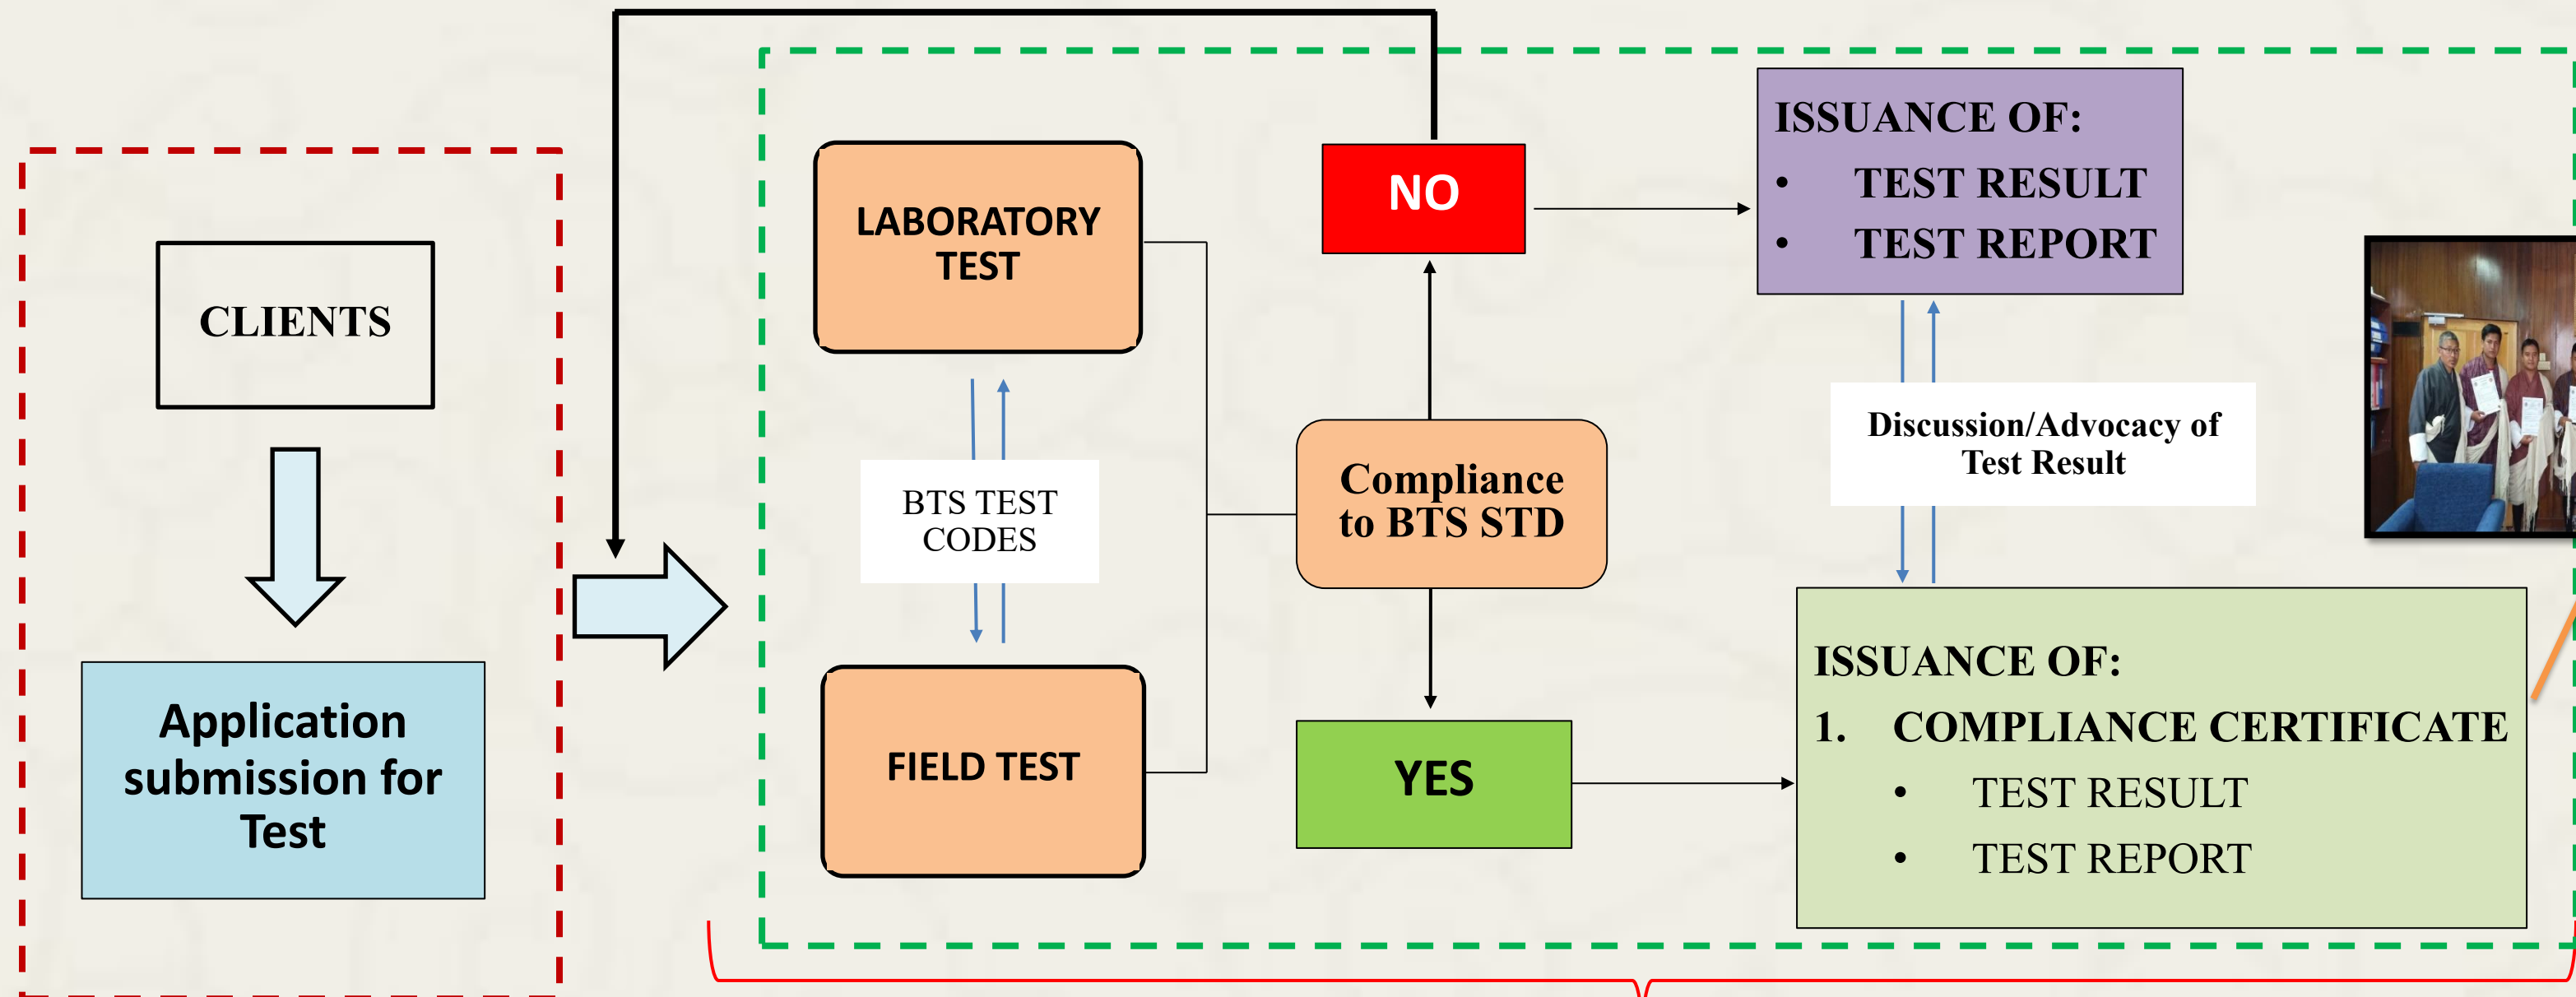 CLIENTS
Application
submission for
Test
LABORATORY
TEST
BTS TEST
CODES
FIELD TEST
NO
Compliance
to BTS STD
YES
ISSUANCE OF:
• TEST RESULT
• TEST REPORT
Discussion/Advocacy of
Test Result
ISSUANCE OF:
1. COMPLIANCE CERTIFICATE
• TEST RESULT
• TEST REPORT